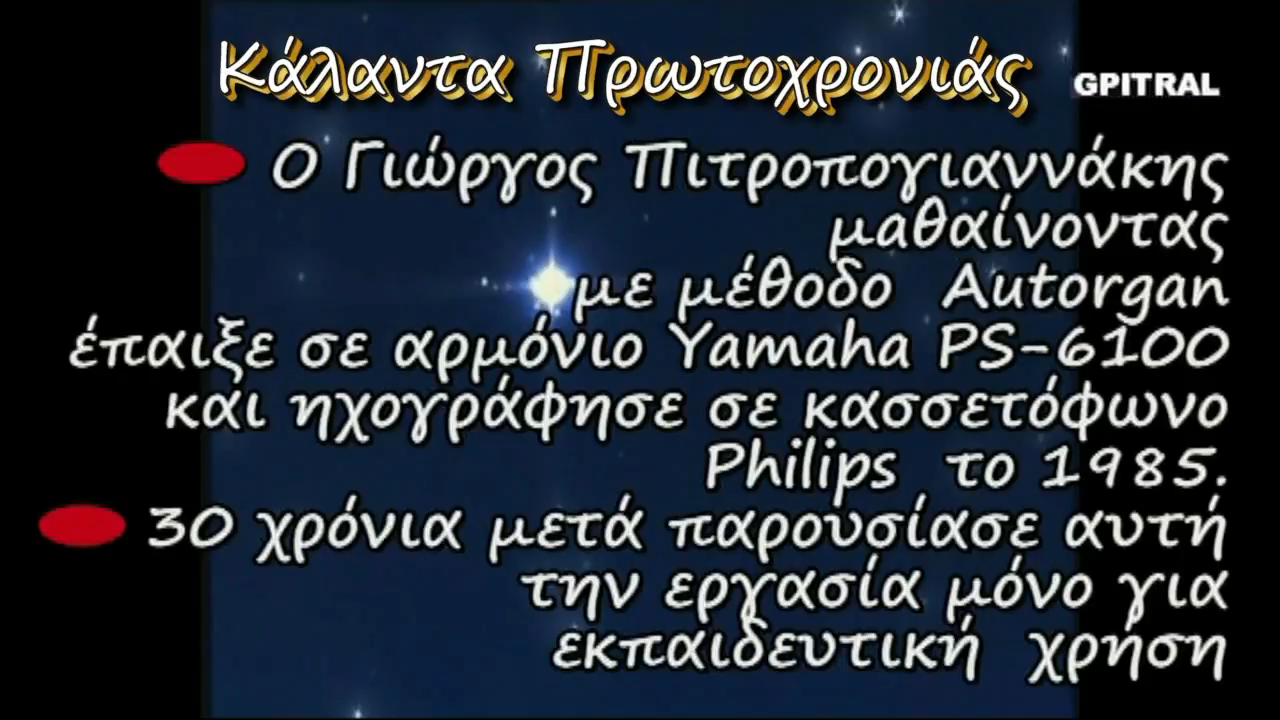 Κάλαντα Πρωτοχρονιάς GPITRAL
Ο Γιώργος Πιτροπογιαννάκης
μαθαίνοντας
με μέθοδο Autorgan
έπαιξε σε αρμόνιο Yamaha PS-6100
και ηχογράφησε σε κασσετόφωνο
Philips το 1985.
30 χρόνια μετά παρουσίασε αυτή
την εργασία μόνο για
εκπαιδευτική χρήση